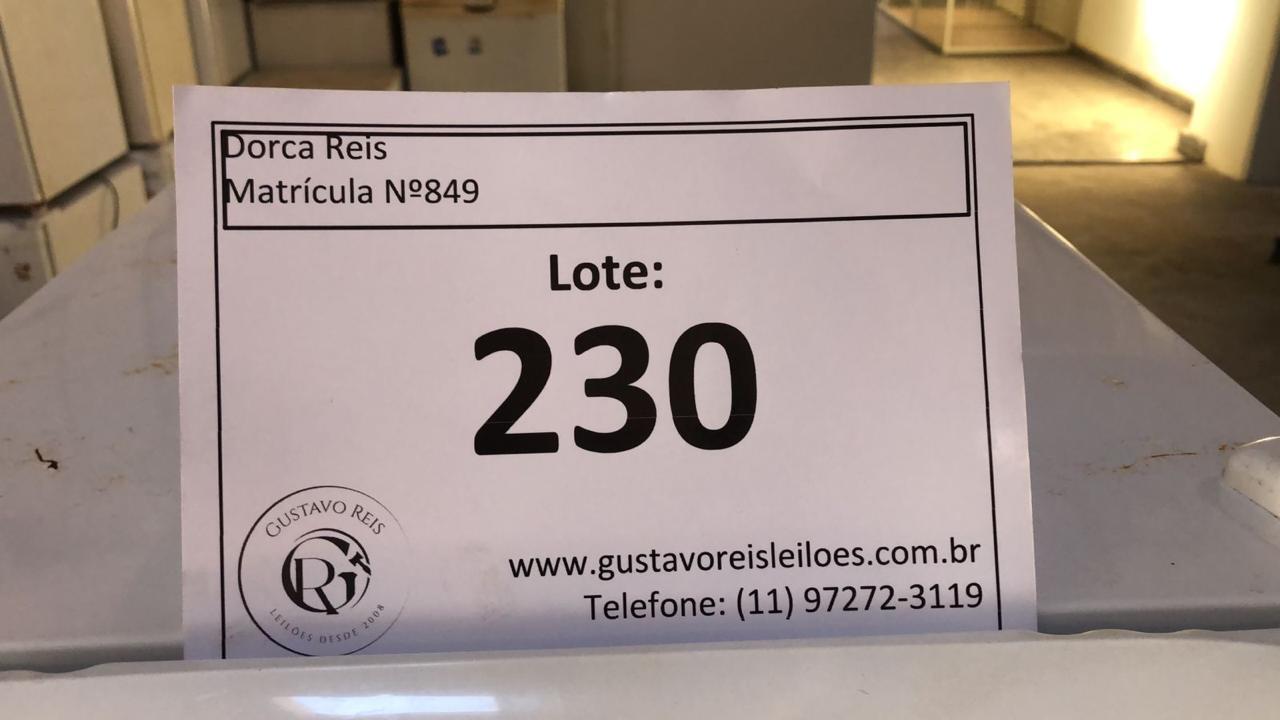 Dorca Reis
Matrícula Nº849
Lote:
230
GUSTAVO REIS
GR
LEILÕES DESDE 2008
www.gustavoreisleiloes.com.br
Telefone: (11) 97272-3119